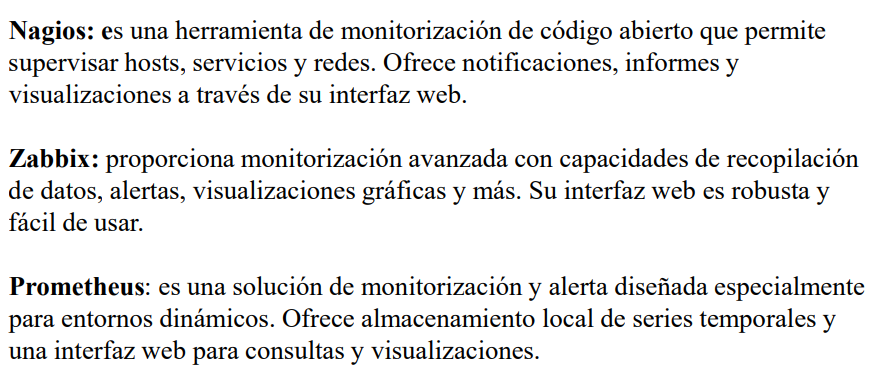 Nagios: es una herramienta de monitorización de código abierto que permite
supervisar hosts, servicios y redes. Ofrece notificaciones, informes y
visualizaciones a través de su interfaz web.
Zabbix: proporciona monitorización avanzada con capacidades de recopilación
de datos, alertas, visualizaciones gráficas y más. Su interfaz web es robusta y
fácil de usar.
Prometheus: es una solución de monitorización y alerta diseñada especialmente
para entornos dinámicos. Ofrece almacenamiento local de series temporales y
una interfaz web para consultas y visualizaciones.